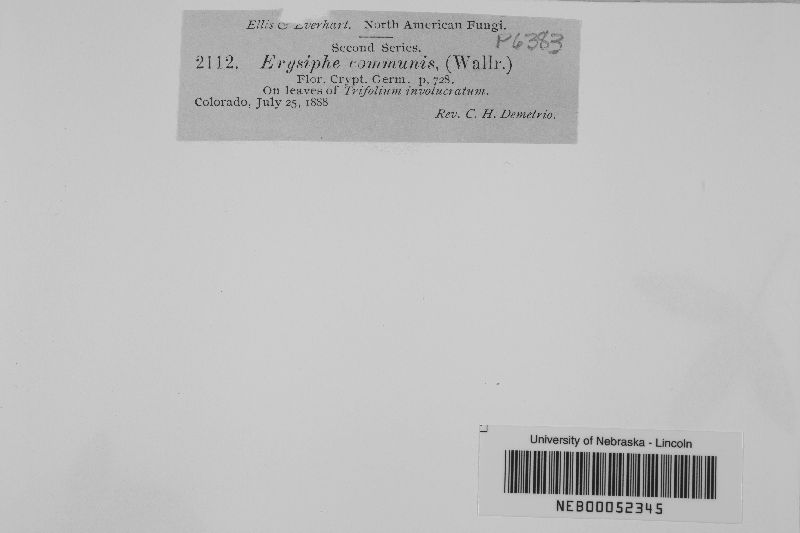 Ellis & Everhart. North American Fungi.
Second Series.
P6383
2112. Erysiphe communis, (Wallr.)
Flor. Crypt. Germ. p. 728.
On leaves of Trifolium involucratum.
Colorado, July 25, 1888
Rev. C. H. Demetrio.
University of Nebraska - Lincoln
NEB00052345